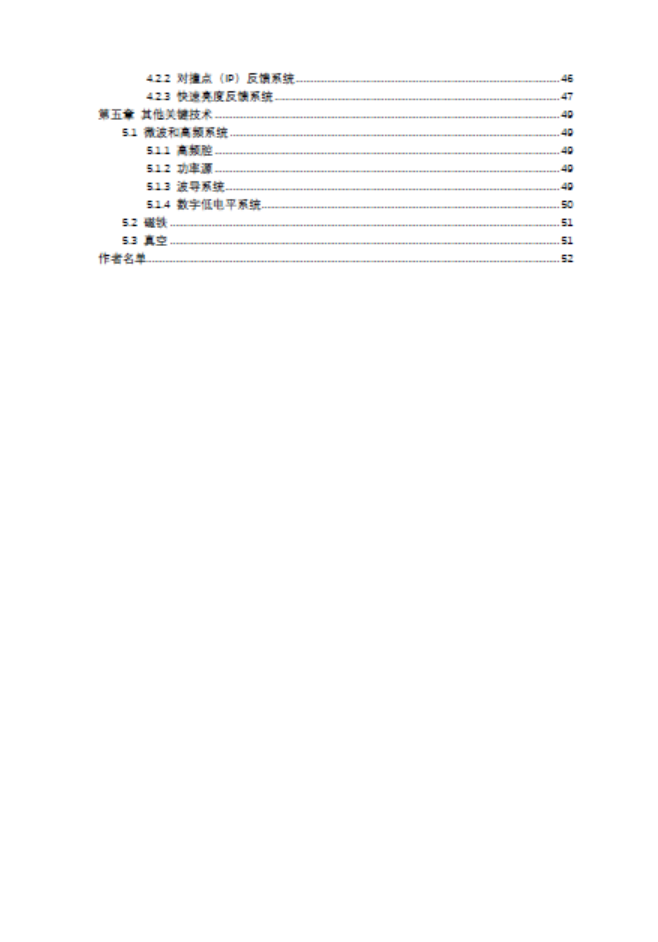 4.2.2 对撞点（IP）反馈系统 46
4.2.3 快速亮度反馈系统 47
第五章 其他关键技术 49
5.1 微波和高频系统 49
5.1.1 高频腔 49
5.1.2 功率源 49
5.1.3 波导系统 49
5.1.4 数字低电平系统 50
5.2 磁铁 51
5.3 真空 51
作者名单 52